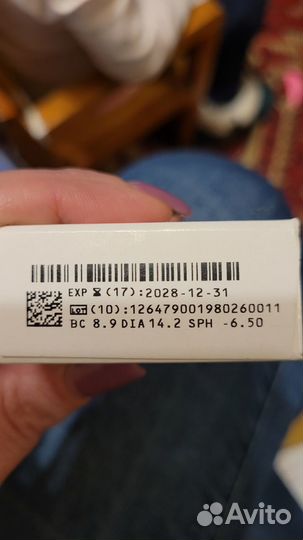 EXP ⌛(17):2028-12-31
LOT (10):126479001980260011
BC 8.9 DIA 14.2 SPH -6.50
Avito